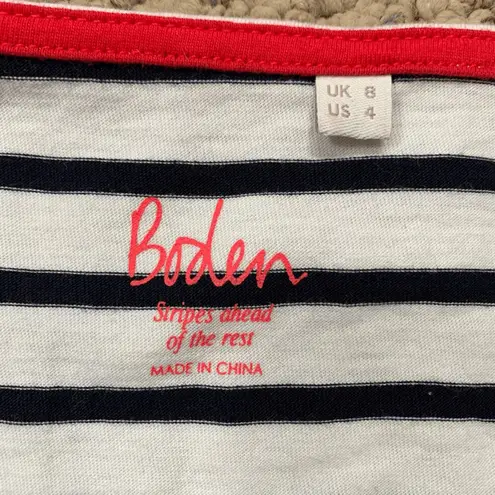 UK 8
US 4
Boden
Stripes ahead
of the rest
MADE IN CHINA